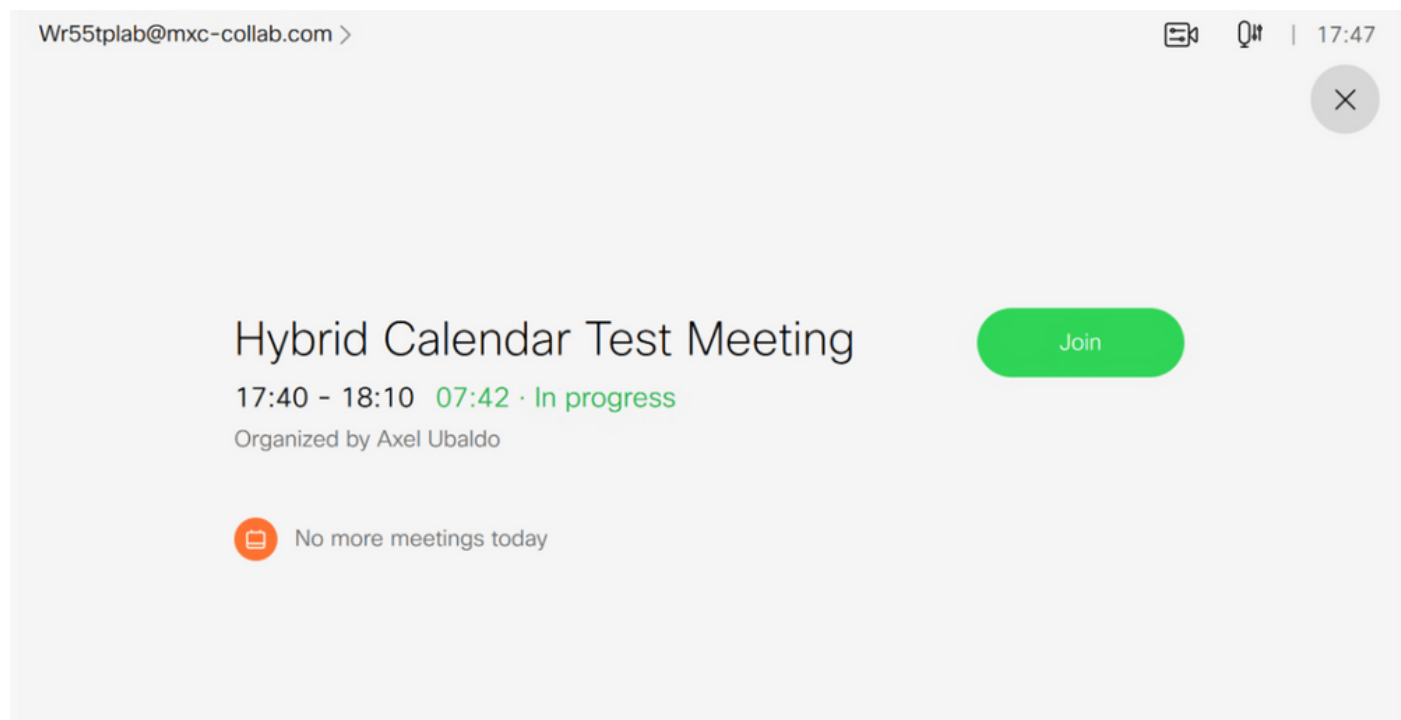 Wr55tplab@mxc-collab.com >
| 17:47
Hybrid Calendar Test Meeting
Join
17:40 - 18:10 07:42 · In progress
Organized by Axel Ubaldo
No more meetings today